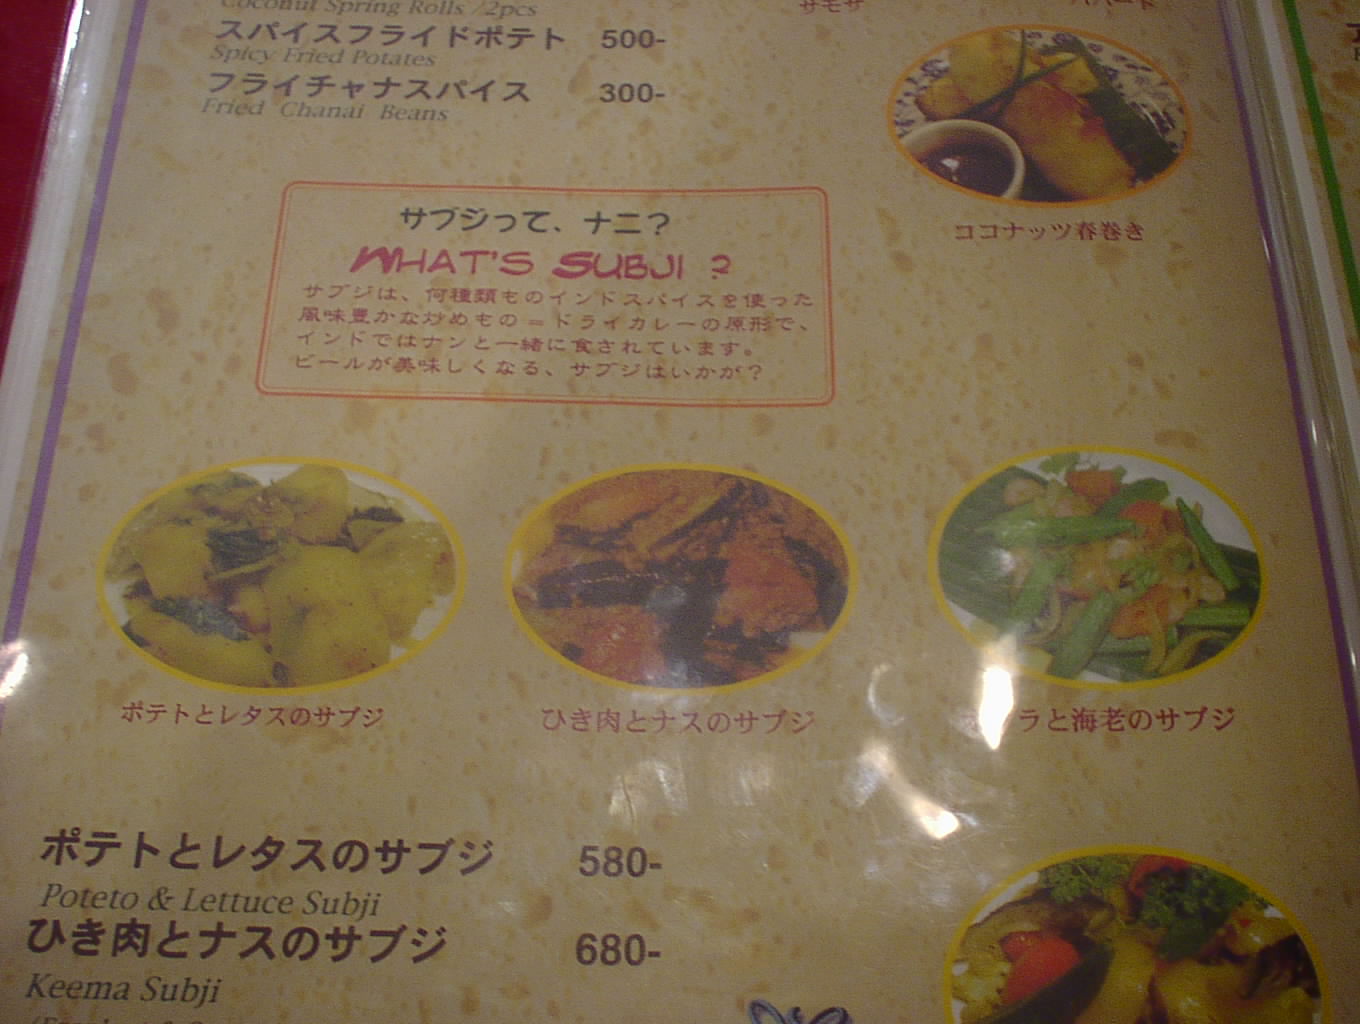 Coconut Spring Rolls /2pcs
サモサ
スパイスフライドポテト 500-
Spicy Fried Potatoes
フライチャナスパイス 300-
Fried Chanai Beans
ココナッツ春巻き
サブジって、ナニ？
WHAT'S SUBJI ?
サブジは、何種類ものインドスパイスを使った
風味豊かな炒めもの＝ドライカレーの原形で、
インドではナンと一緒に食されています。
ビールが美味しくなる、サブジはいかが？
ポテトとレタスのサブジ
ひき肉とナスのサブジ
ラと海老のサブジ
ポテトとレタスのサブジ 580-
Poteto & Lettuce Subji
ひき肉とナスのサブジ 680-
Keema Subji